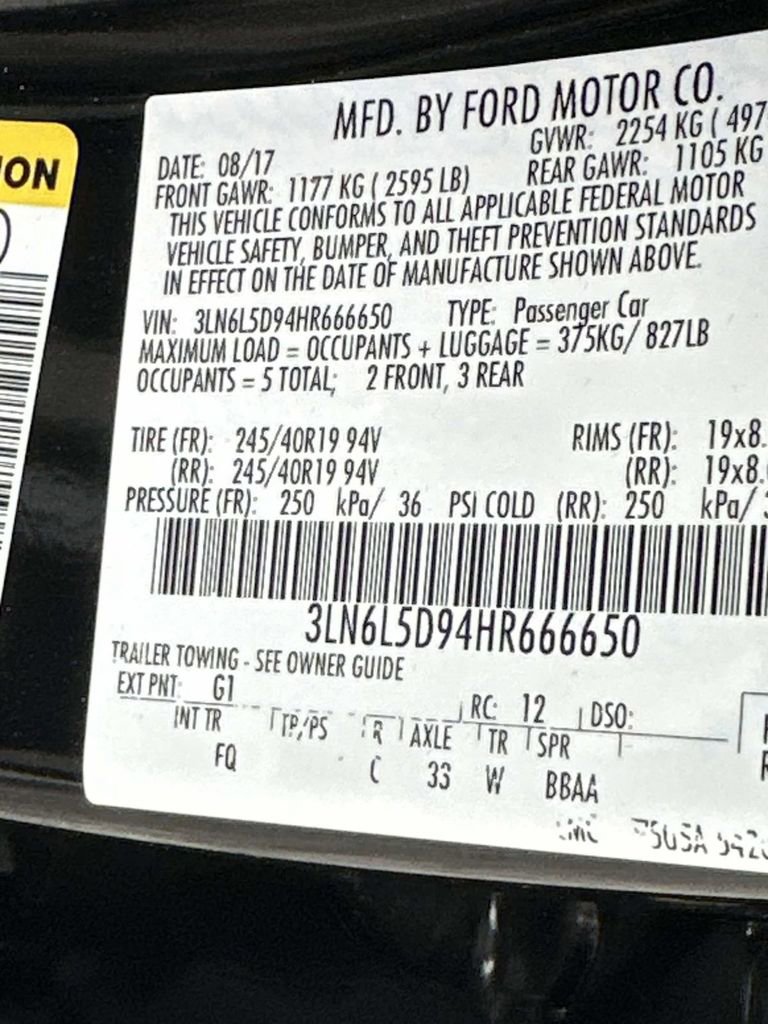 ION
MFD. BY FORD MOTOR CO.
DATE: 08/17 GVWR: 2254 KG ( 497
FRONT GAWR: 1177 KG ( 2595 LB) REAR GAWR: 1105 KG
THIS VEHICLE CONFORMS TO ALL APPLICABLE FEDERAL MOTOR
VEHICLE SAFETY, BUMPER, AND THEFT PREVENTION STANDARDS
IN EFFECT ON THE DATE OF MANUFACTURE SHOWN ABOVE.
VIN: 3LN6L5D94HR666650 TYPE: Passenger Car
MAXIMUM LOAD = OCCUPANTS + LUGGAGE = 375KG/ 827LB
OCCUPANTS = 5 TOTAL; 2 FRONT, 3 REAR
TIRE (FR): 245/40R19 94V RIMS (FR): 19x8.
(RR): 245/40R19 94V (RR): 19x8.
PRESSURE (FR): 250 kPa/ 36 PSI COLD (RR): 250 kPa/
3LN6L5D94HR666650
TRAILER TOWING - SEE OWNER GUIDE
EXT PNT: G1 RC: 12 DSO:
INT TR TP/PS R AXLE TR SPR
FQ C 33 W BBAA